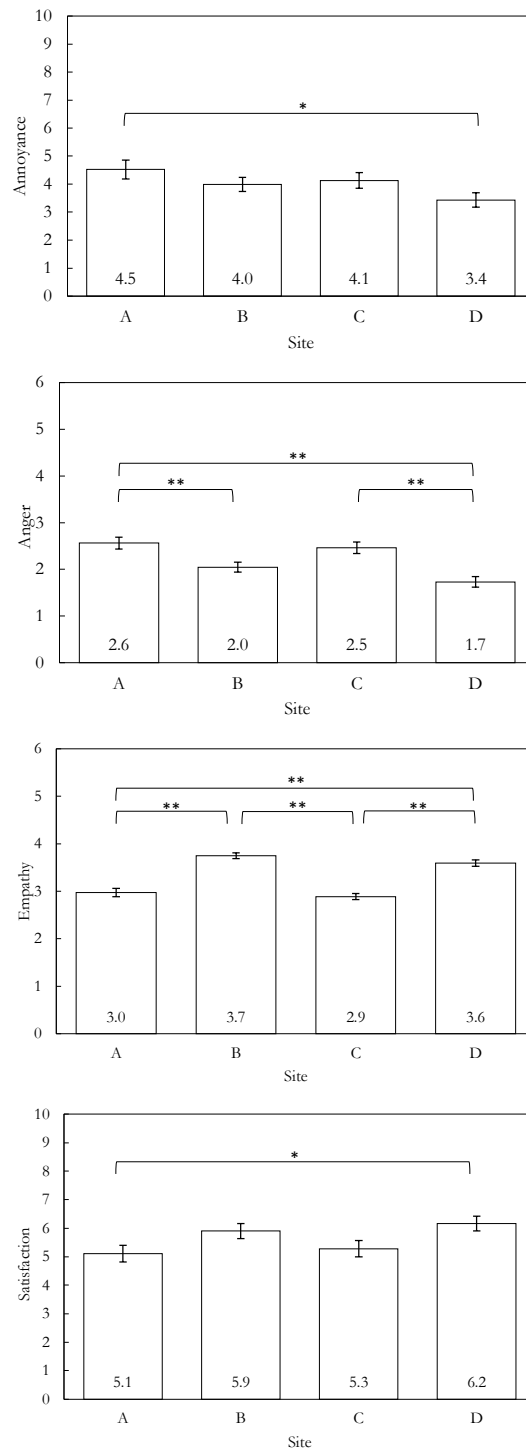 10
9
8
7
6
5
4
3
2
1
0
Annoyance
*
4.5 4.0 4.1 3.4
A B C D
Site
6
5
4
3
2
1
0
Anger
**
** **
2.6 2.0 2.5 1.7
A B C D
Site
6
5
4
3
2
1
0
Empathy
**
** ** **
3.0 3.7 2.9 3.6
A B C D
Site
10
9
8
7
6
5
4
3
2
1
0
Satisfaction
*
5.1 5.9 5.3 6.2
A B C D
Site